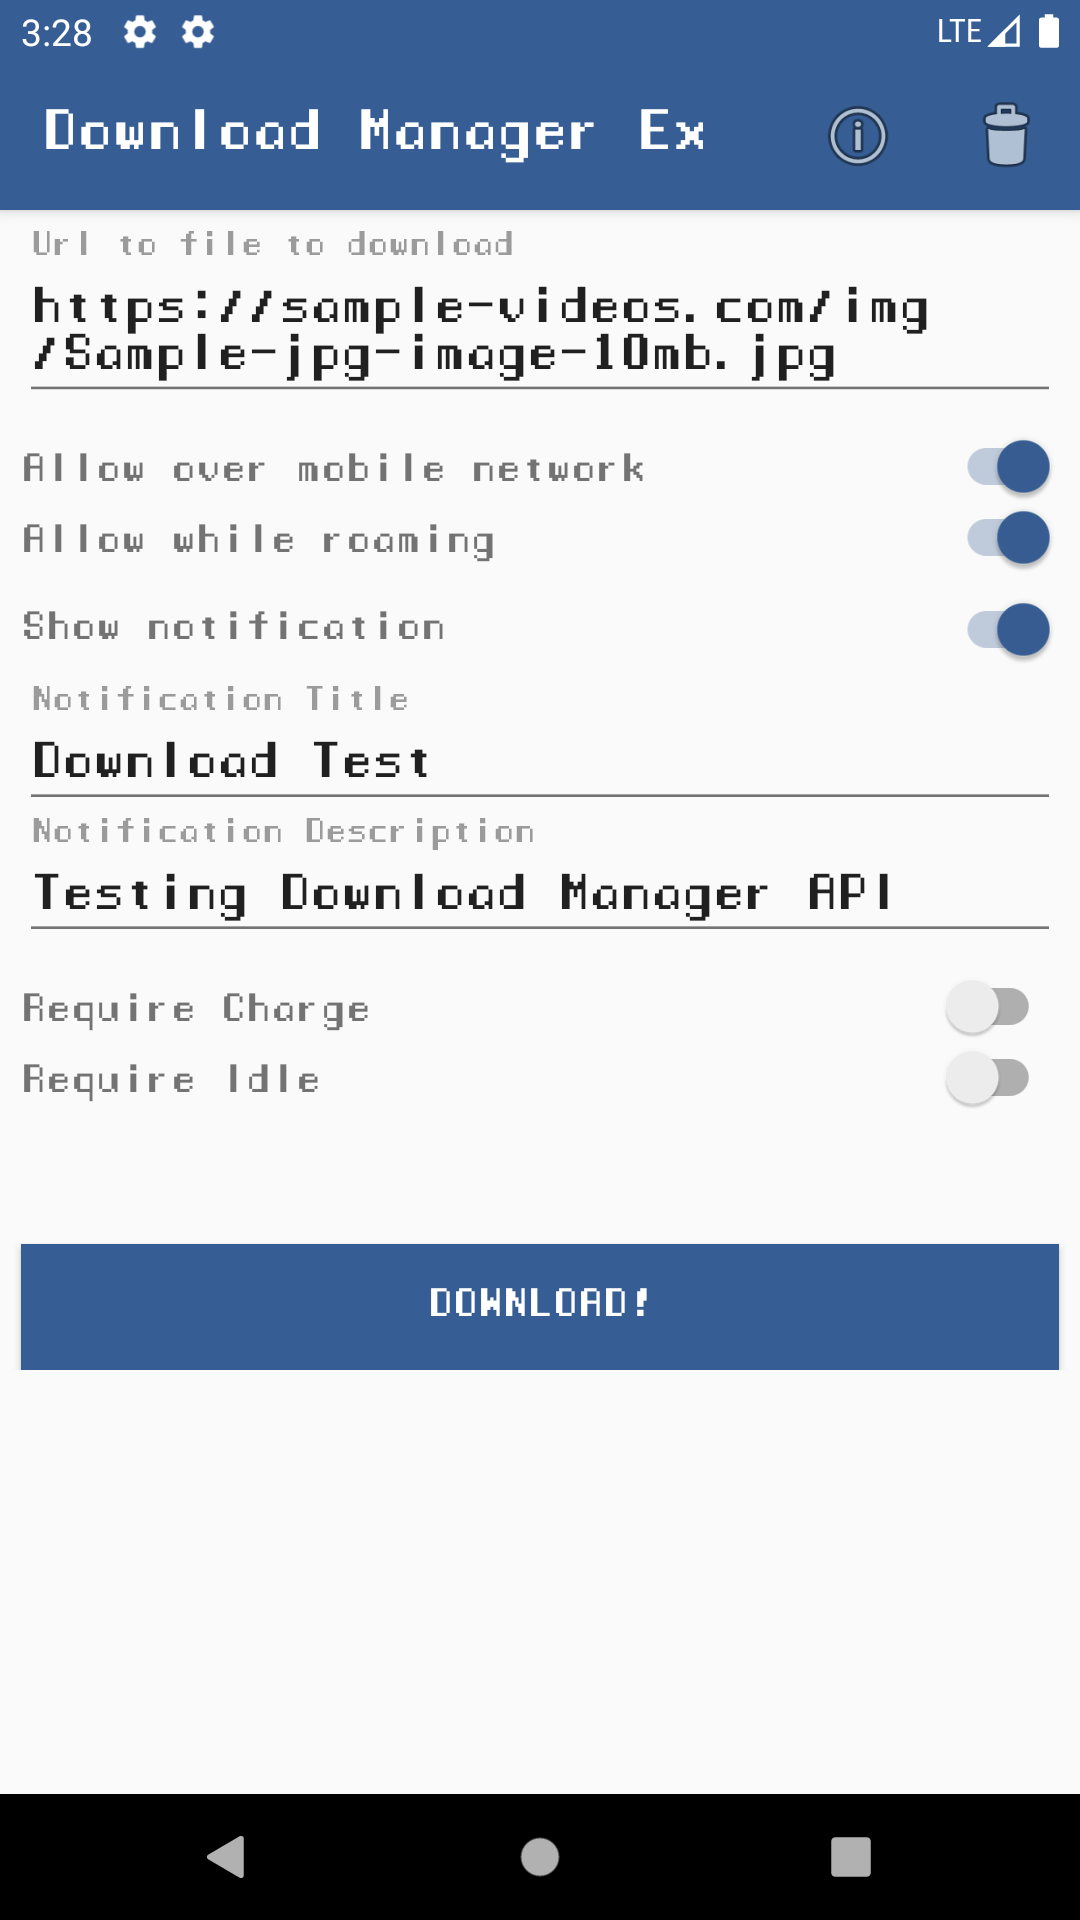 3:28
LTE
Download Manager Ex
Url to file to download
https://sample-videos.com/img
/Sample-jpg-image-10mb.jpg
Allow over mobile network
Allow while roaming
Show notification
Notification Title
Download Test
Notification Description
Testing Download Manager API
Require Charge
Require Idle
DOWNLOAD!